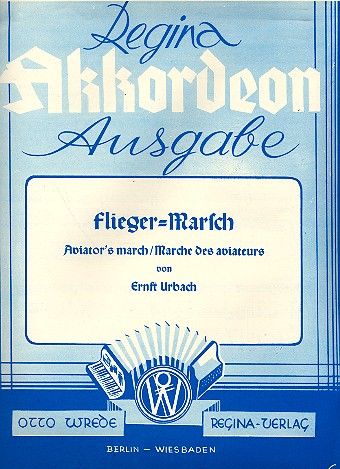 Regina
Akkordeon
Ausgabe
Flieger=Marsch
Aviator's march/Marche des aviateurs
von
Ernst Urbach
OW
OTTO WREDE REGINA-VERLAG
BERLIN — WIESBADEN